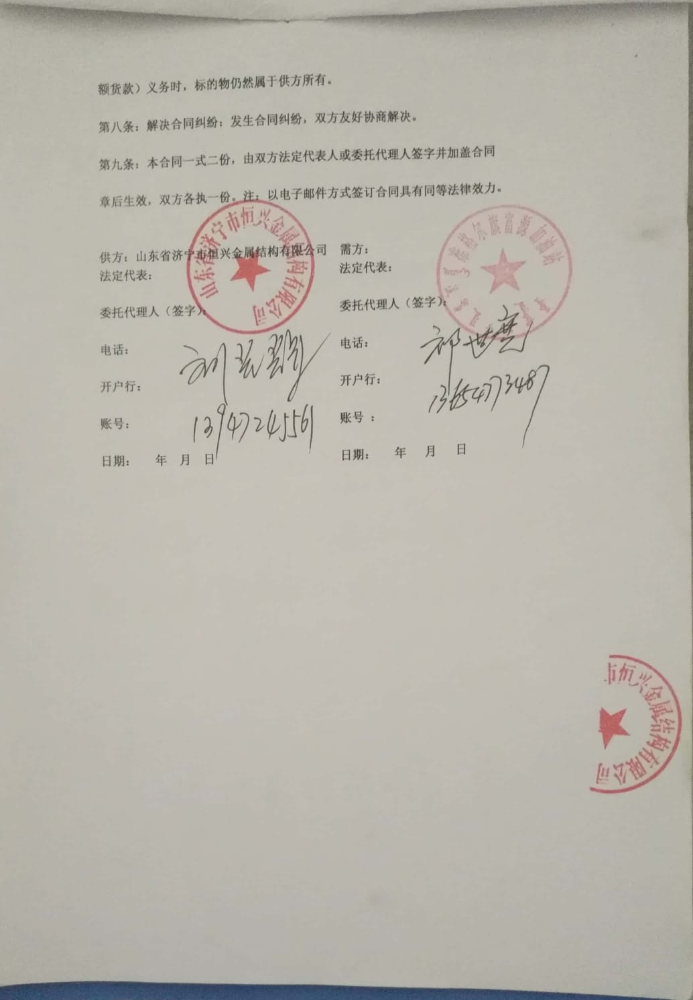 额货款）义务时，标的物仍然属于供方所有。
第八条：解决合同纠纷：发生合同纠纷，双方友好协商解决。
第九条：本合同一式二份，由双方法定代表人或委托代理人签字并加盖合同
章后生效，双方各执一份。注：以电子邮件方式签订合同具有同等法律效力。
供方：山东省济宁市恒兴金属结构有限公司
法定代表：
委托代理人（签字）：
电话：
开户行：
13947245561
账号：
日期： 年 月 日
山东省济宁市恒兴金属结构有限公司
需方：
法定代表：
委托代理人（签字）：
电话：
开户行：
账号：
日期： 年 月 日
准格尔旗富源加油站
市恒兴金属结构有限公司